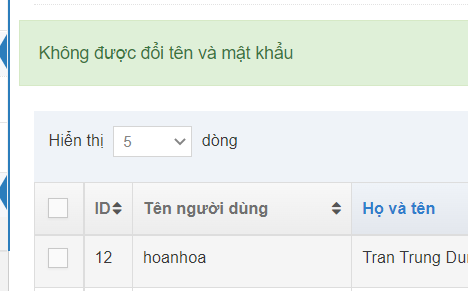 Không được đổi tên và mật khẩu
Hiển thị 5 dòng
ID Tên người dùng Họ và tên
12 hoanhoa Tran Trung